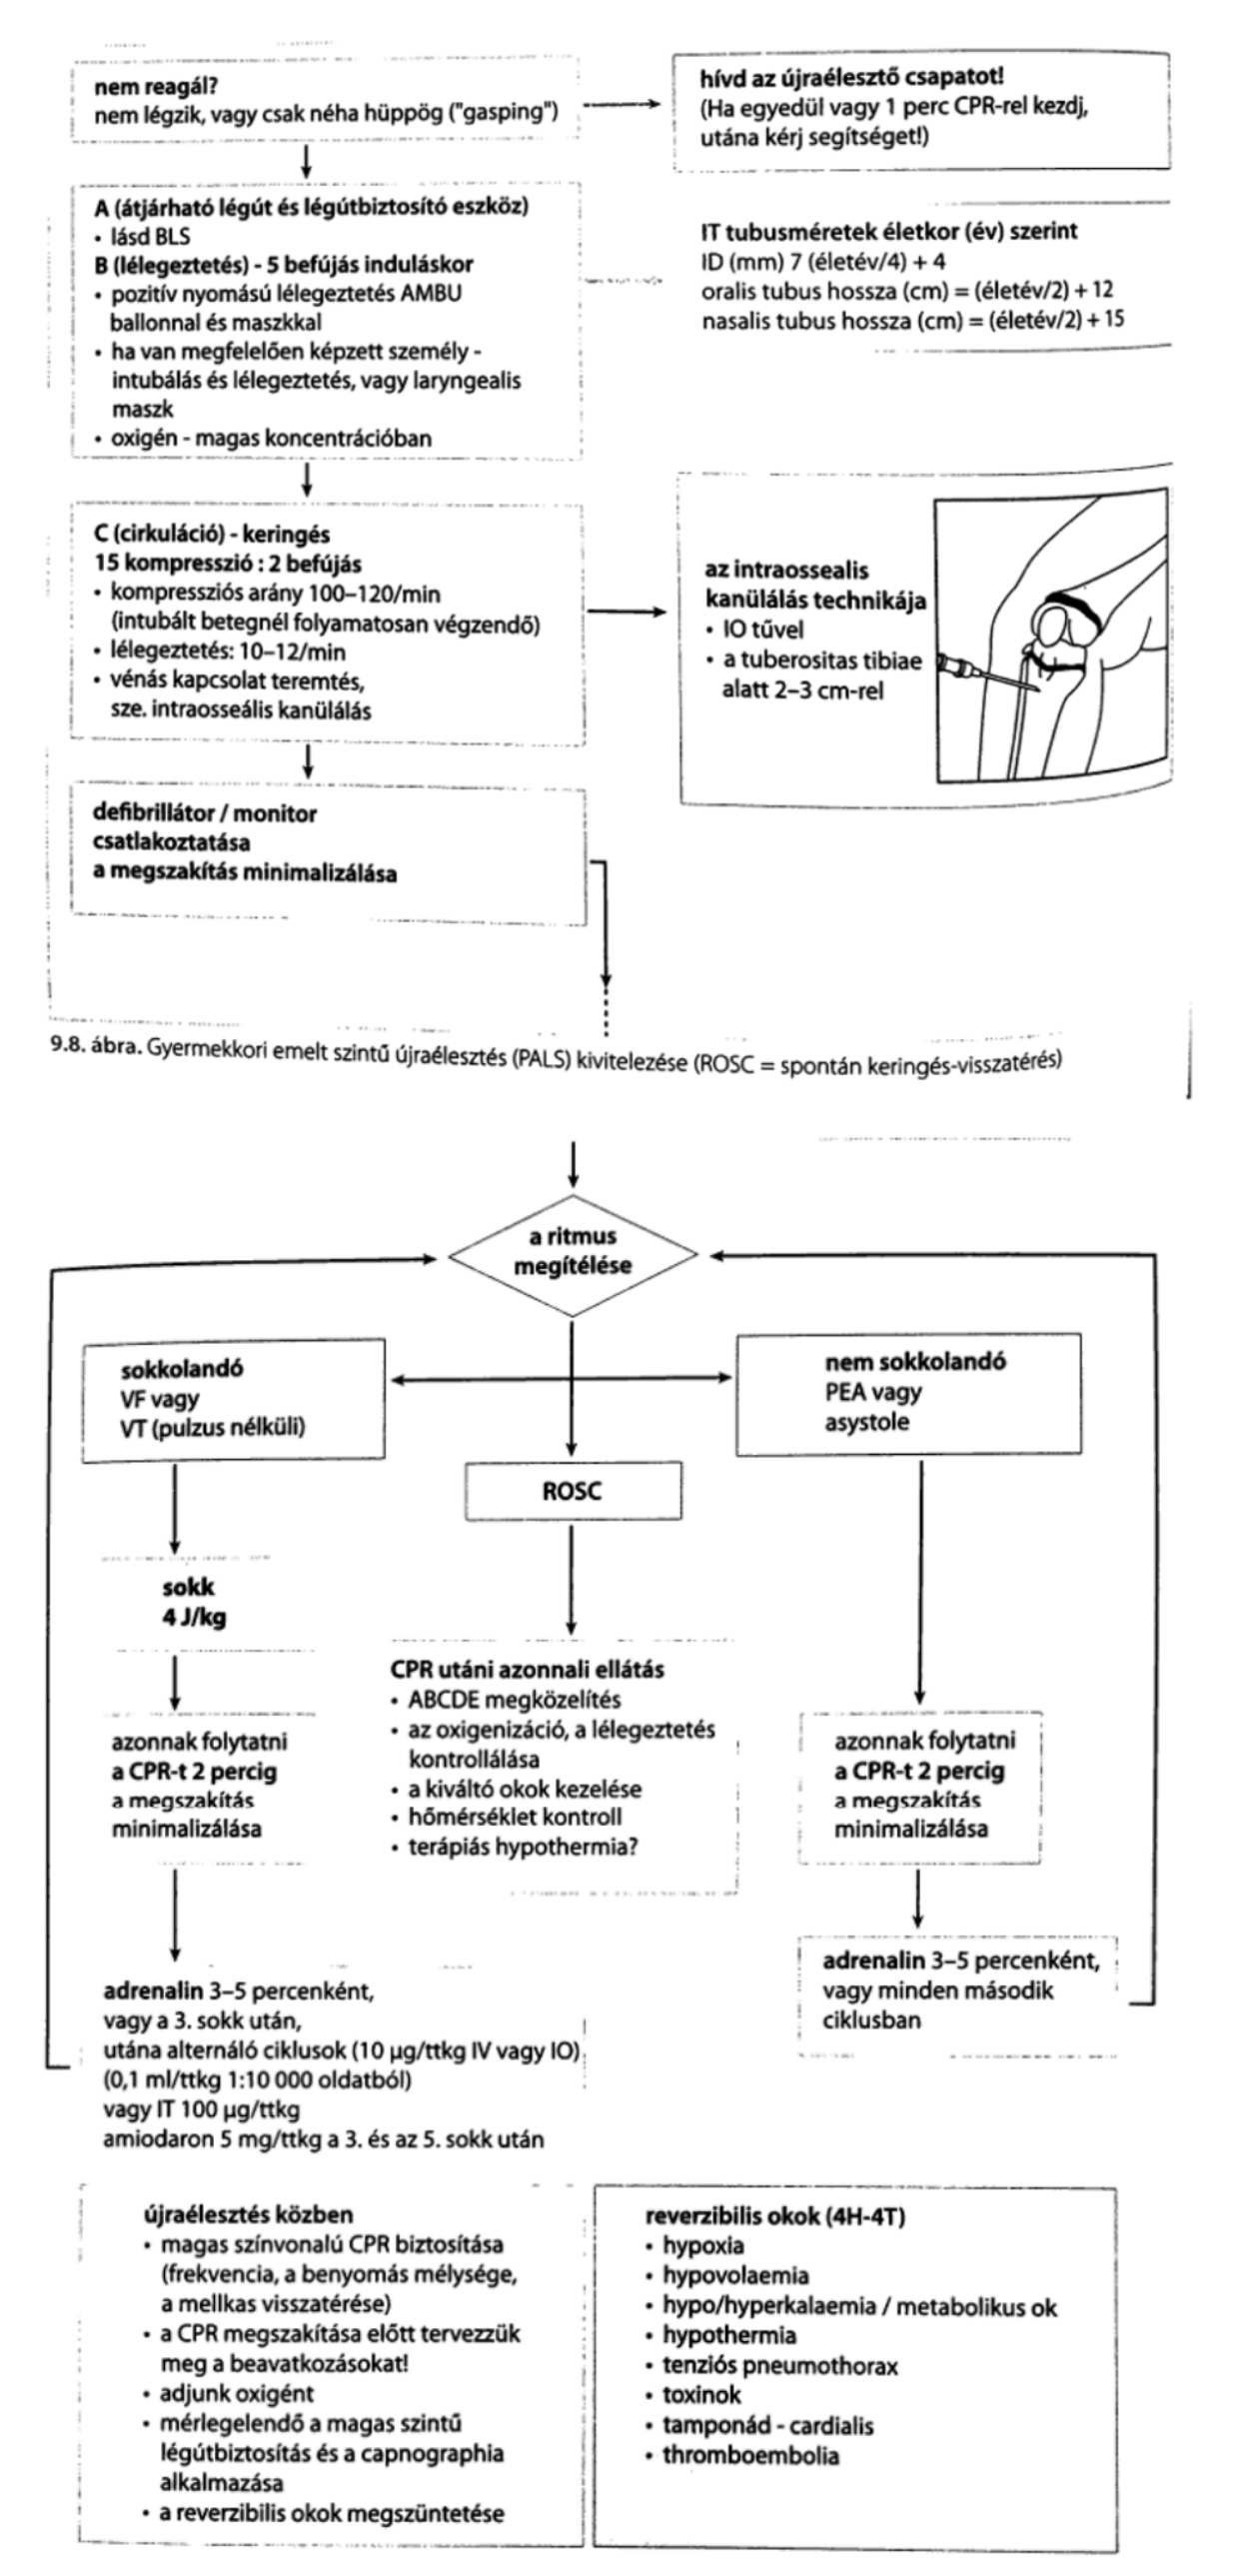 nem reagál?
nem légzik, vagy csak néha hüppög ("gasping")
hívd az újraélesztő csapatot!
(Ha egyedül vagy 1 perc CPR-rel kezdj,
utána kérj segítséget!)
A (átjárható légút és légútbiztosító eszköz)
• lásd BLS
B (lélegeztetés) - 5 befújás induláskor
• pozitív nyomású lélegeztetés AMBU
ballonnal és maszkkal
• ha van megfelelően képzett személy -
intubálás és lélegeztetés, vagy laryngealis
maszk
• oxigén - magas koncentrációban
IT tubusméretek életkor (év) szerint
ID (mm) 7 (életév/4) + 4
oralis tubus hossza (cm) = (életév/2) + 12
nasalis tubus hossza (cm) = (életév/2) + 15
C (cirkuláció) - keringés
15 kompresszió : 2 befújás
• kompressziós arány 100–120/min
(intubált betegnél folyamatosan végzendő)
• lélegeztetés: 10–12/min
• vénás kapcsolat teremtés,
sze. intraosseális kanülálás
az intraossealis
kanülálás technikája
• IO tűvel
• a tuberositas tibiae
alatt 2–3 cm-rel
defibrillátor / monitor
csatlakoztatása
a megszakítás minimalizálása
9.8. ábra. Gyermekkori emelt szintű újraélesztés (PALS) kivitelezése (ROSC = spontán keringés-visszatérés)
a ritmus
megítélése
sokkolandó
VF vagy
VT (pulzus nélküli)
nem sokkolandó
PEA vagy
asystole
ROSC
sokk
4 J/kg
azonnak folytatni
a CPR-t 2 percig
a megszakítás
minimalizálása
CPR utáni azonnali ellátás
• ABCDE megközelítés
• az oxigenizáció, a lélegeztetés
kontrollálása
• a kiváltó okok kezelése
• hőmérséklet kontroll
• terápiás hypothermia?
azonnak folytatni
a CPR-t 2 percig
a megszakítás
minimalizálása
adrenalin 3–5 percenként,
vagy a 3. sokk után,
utána alternáló ciklusok (10 µg/ttkg IV vagy IO)
(0,1 ml/ttkg 1:10 000 oldatból)
vagy IT 100 µg/ttkg
amiodaron 5 mg/ttkg a 3. és az 5. sokk után
adrenalin 3–5 percenként,
vagy minden második
ciklusban
újraélesztés közben
• magas színvonalú CPR biztosítása
(frekvencia, a benyomás mélysége,
a mellkas visszatérése)
• a CPR megszakítása előtt tervezzük
meg a beavatkozásokat!
• adjunk oxigént
• mérlegelendő a magas szintű
légútbiztosítás és a capnographia
alkalmazása
• a reverzibilis okok megszüntetése
reverzibilis okok (4H-4T)
• hypoxia
• hypovolaemia
• hypo/hyperkalaemia / metabolikus ok
• hypothermia
• tenziós pneumothorax
• toxinok
• tamponád - cardialis
• thromboembolia